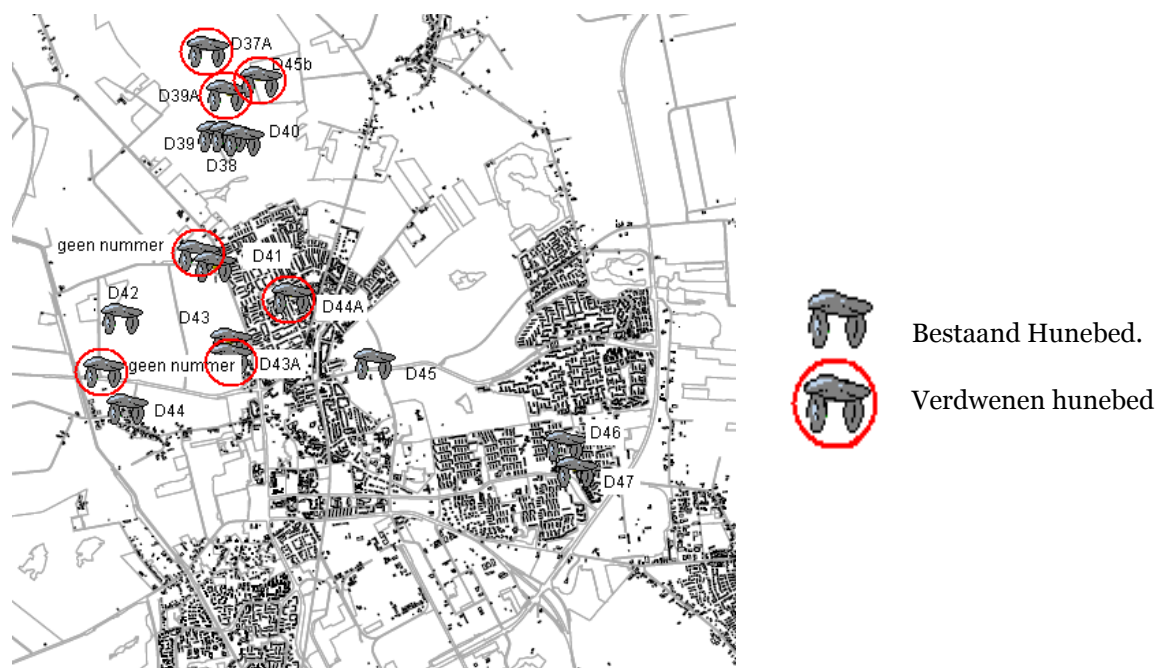 D37A
D45b
D39A
D40
D39
D38
geen nummer
D41
D42
D43
D44A
geen nummer
D43A
D45
D44
D46
D47
Bestaand Hunebed.
Verdwenen hunebed